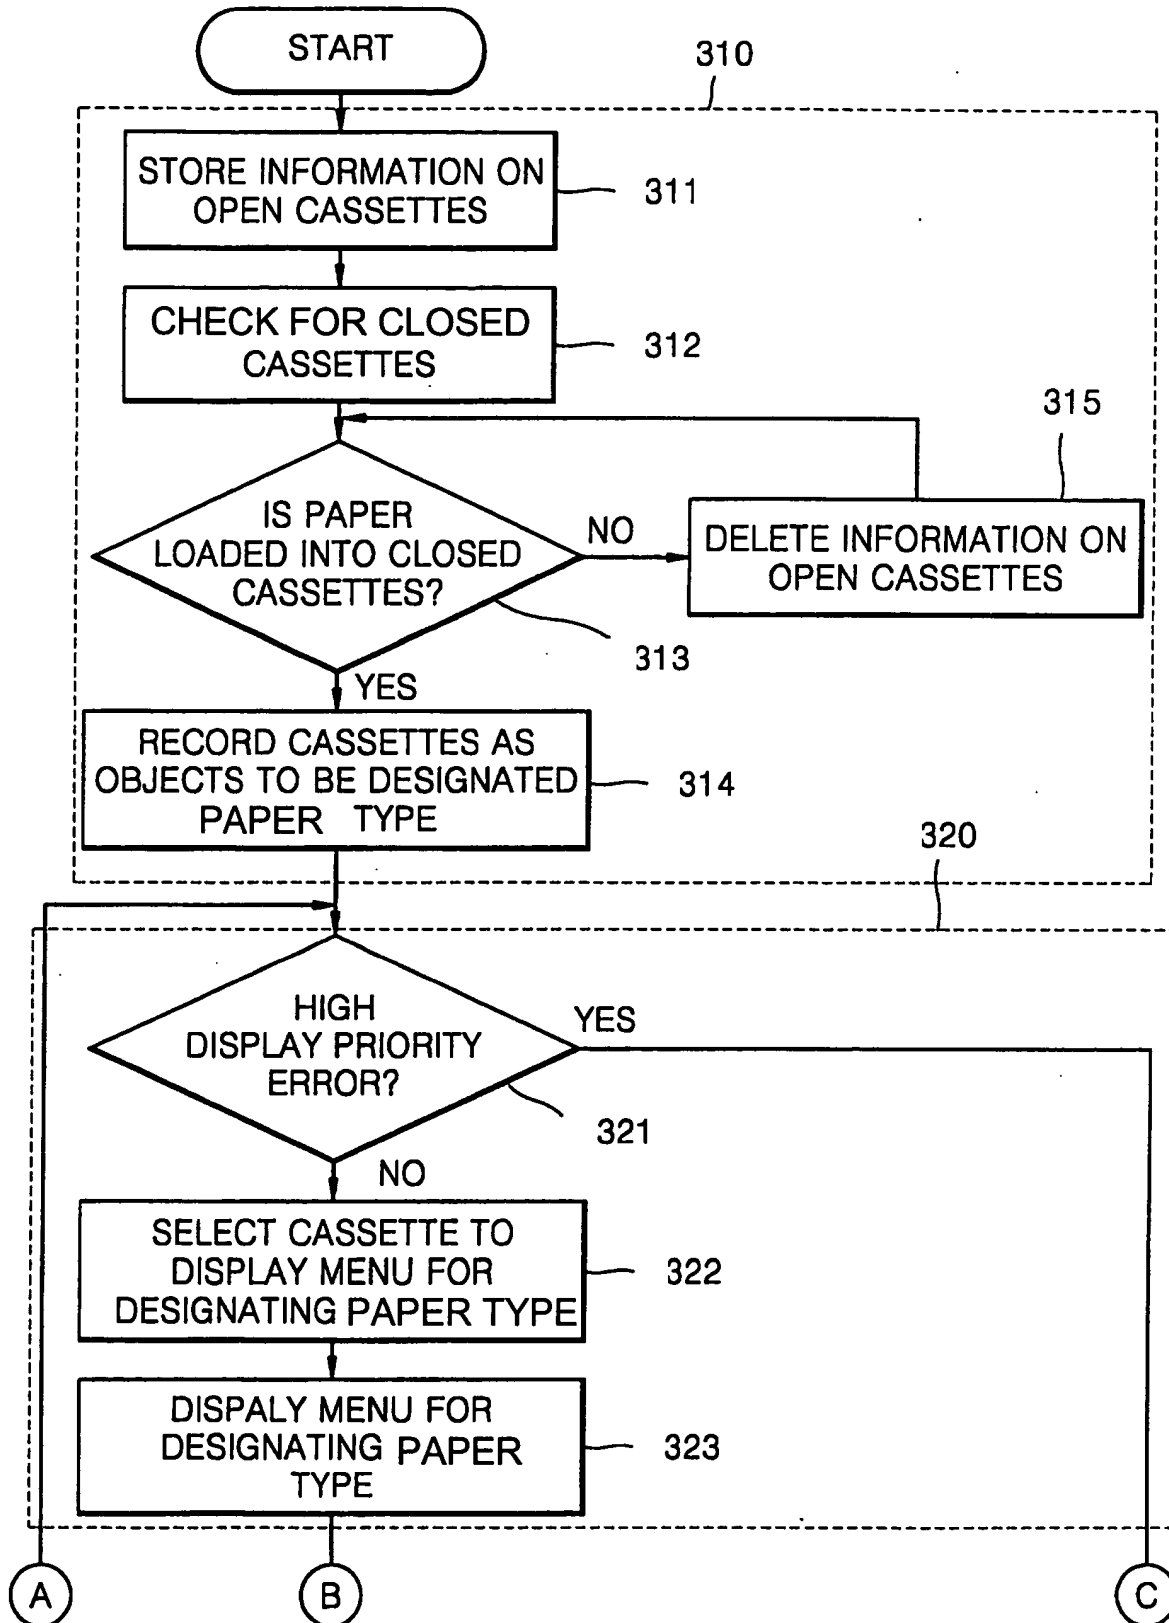 START
310
STORE INFORMATION ON
OPEN CASSETTES
311
CHECK FOR CLOSED
CASSETTES
312
315
IS PAPER
LOADED INTO CLOSED
CASSETTES?
NO
DELETE INFORMATION ON
OPEN CASSETTES
313
YES
RECORD CASSETTES AS
OBJECTS TO BE DESIGNATED
PAPER TYPE
314
320
HIGH
DISPLAY PRIORITY
ERROR?
YES
321
NO
SELECT CASSETTE TO
DISPLAY MENU FOR
DESIGNATING PAPER TYPE
322
DISPALY MENU FOR
DESIGNATING PAPER
TYPE
323
A
B
C